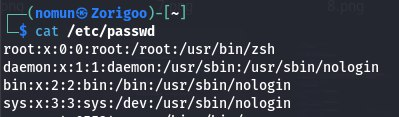 ┌──(nomun㉿Zorigoo)-[~]
└─$ cat /etc/passwd
root:x:0:0:root:/root:/usr/bin/zsh
daemon:x:1:1:daemon:/usr/sbin:/usr/sbin/nologin
bin:x:2:2:bin:/bin:/usr/sbin/nologin
sys:x:3:3:sys:/dev:/usr/sbin/nologin